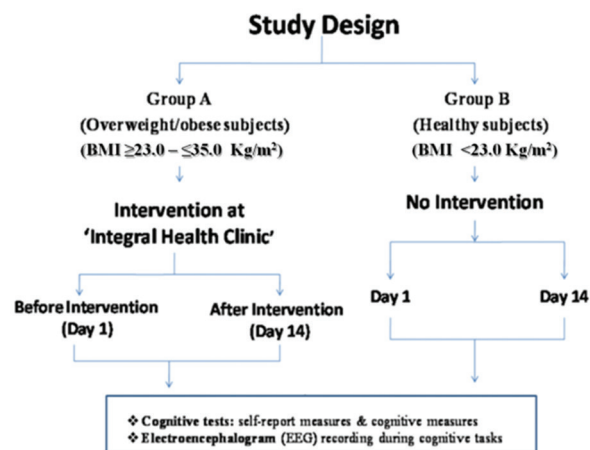 Study Design
Group A
(Overweight/obese subjects)
(BMI ≥23.0 – ≤35.0 Kg/m²)
Group B
(Healthy subjects)
(BMI <23.0 Kg/m²)
Intervention at
‘Integral Health Clinic’
No Intervention
Before Intervention
(Day 1)
After Intervention
(Day 14)
Day 1
Day 14
❖ Cognitive tests: self-report measures & cognitive measures
❖ Electroencephalogram (EEG) recording during cognitive tasks